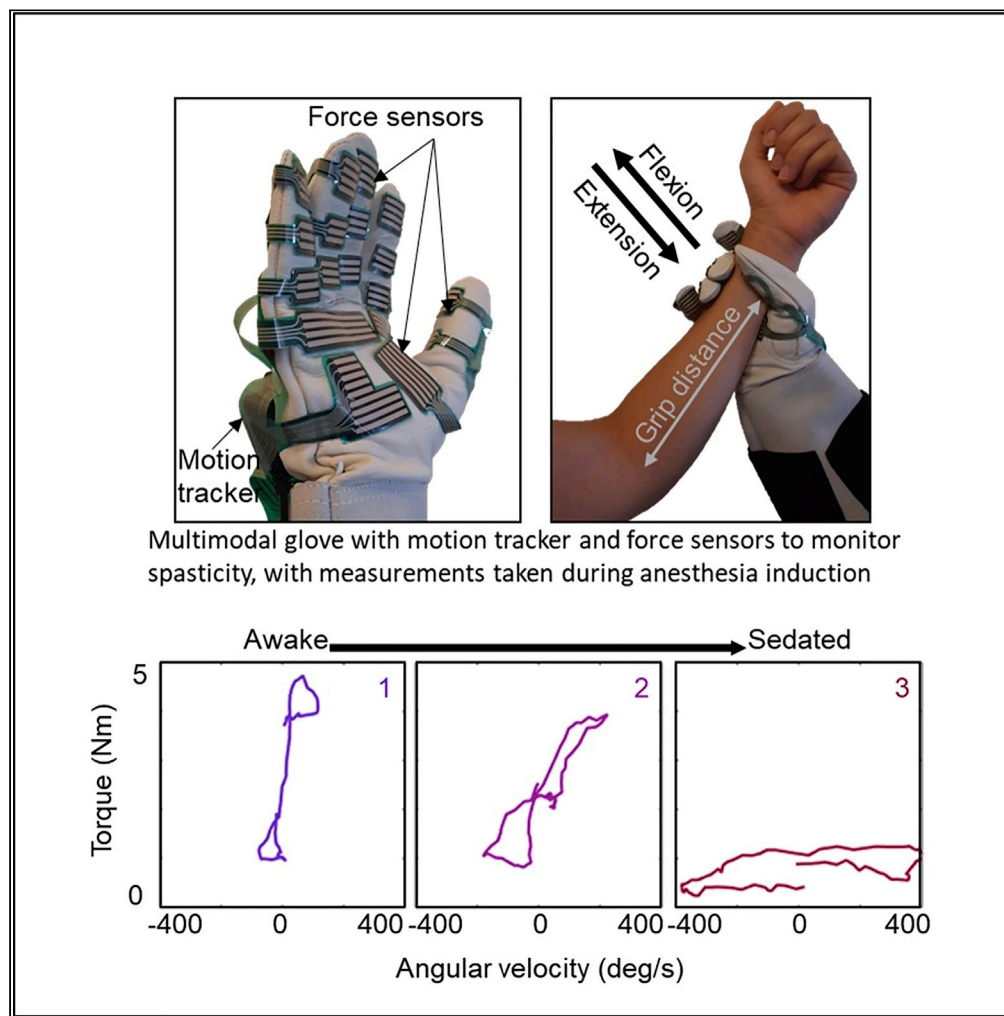 Force sensors
Motion
tracker
Flexion
Extension
Grip distance
Multimodal glove with motion tracker and force sensors to monitor
spasticity, with measurements taken during anesthesia induction
Awake
Sedated
5
Torque (Nm)
0
1
2
3
-400
0
400
-400
0
400
-400
0
400
Angular velocity (deg/s)